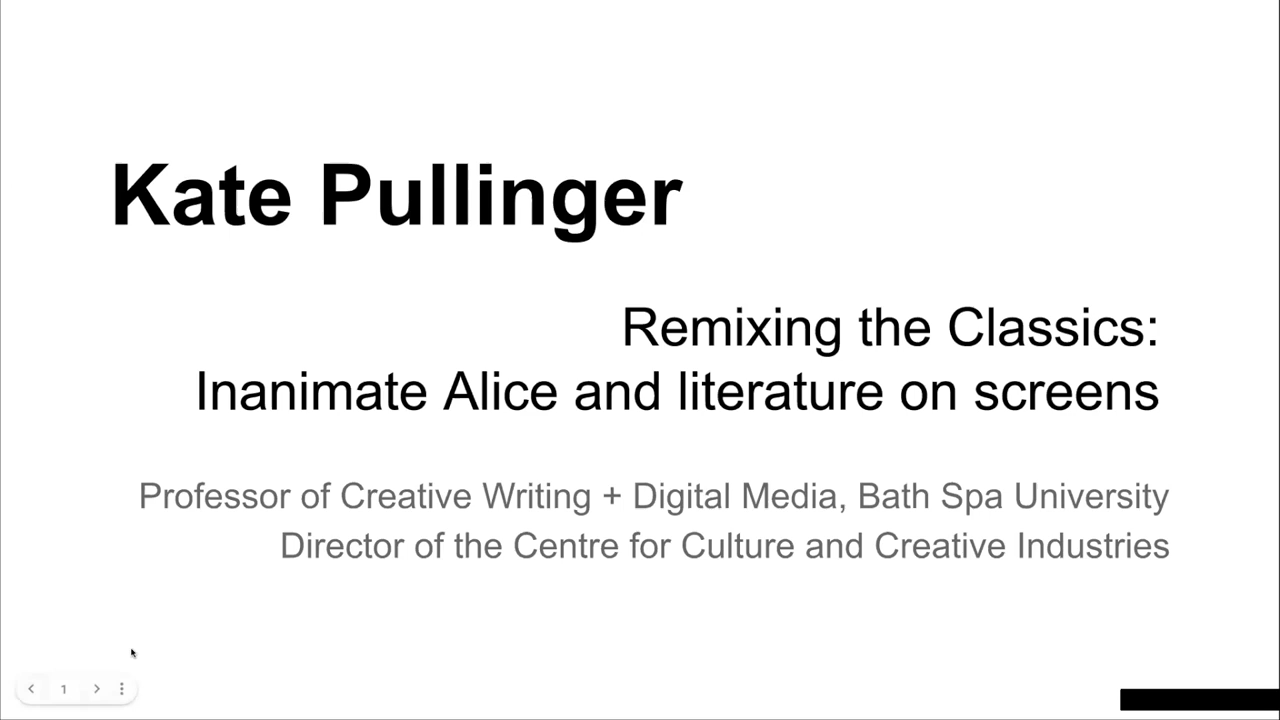 Kate Pullinger
Remixing the Classics:
Inanimate Alice and literature on screens
Professor of Creative Writing + Digital Media, Bath Spa University
Director of the Centre for Culture and Creative Industries
1